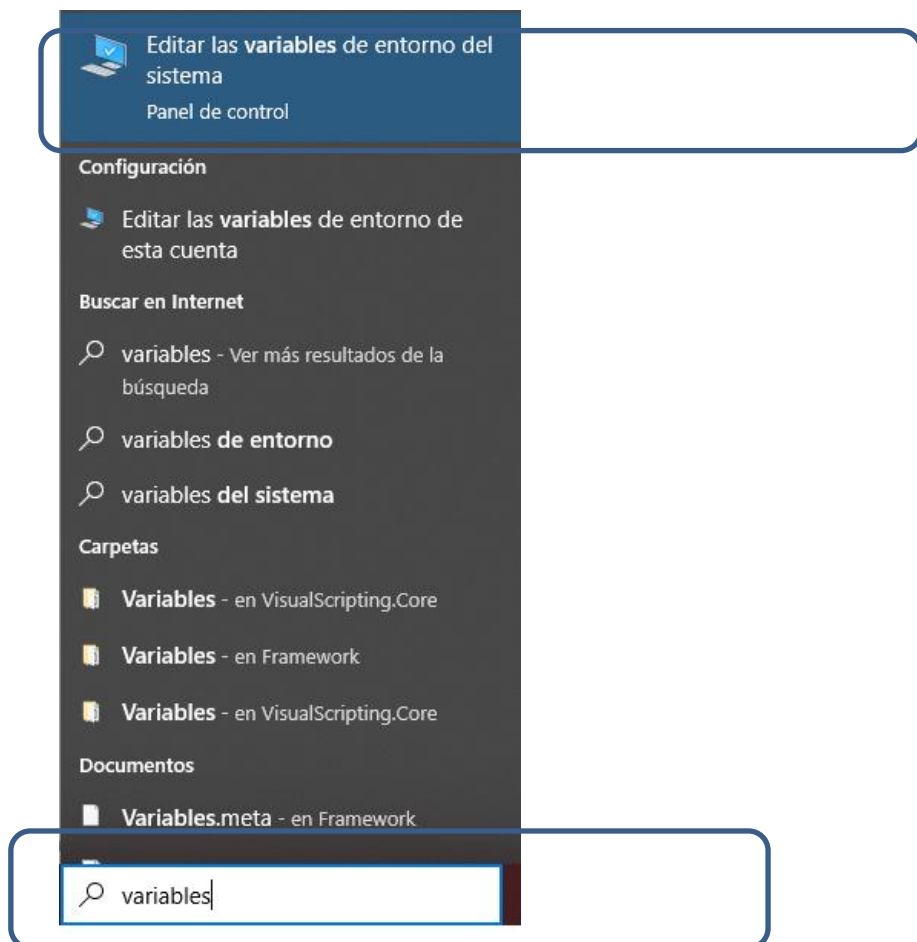 Editar las variables de entorno del
sistema
Panel de control
Configuración
Editar las variables de entorno de
esta cuenta
Buscar en Internet
variables - Ver más resultados de la
búsqueda
variables de entorno
variables del sistema
Carpetas
Variables - en VisualScripting.Core
Variables - en Framework
Variables - en VisualScripting.Core
Documentos
Variables.meta - en Framework
variables